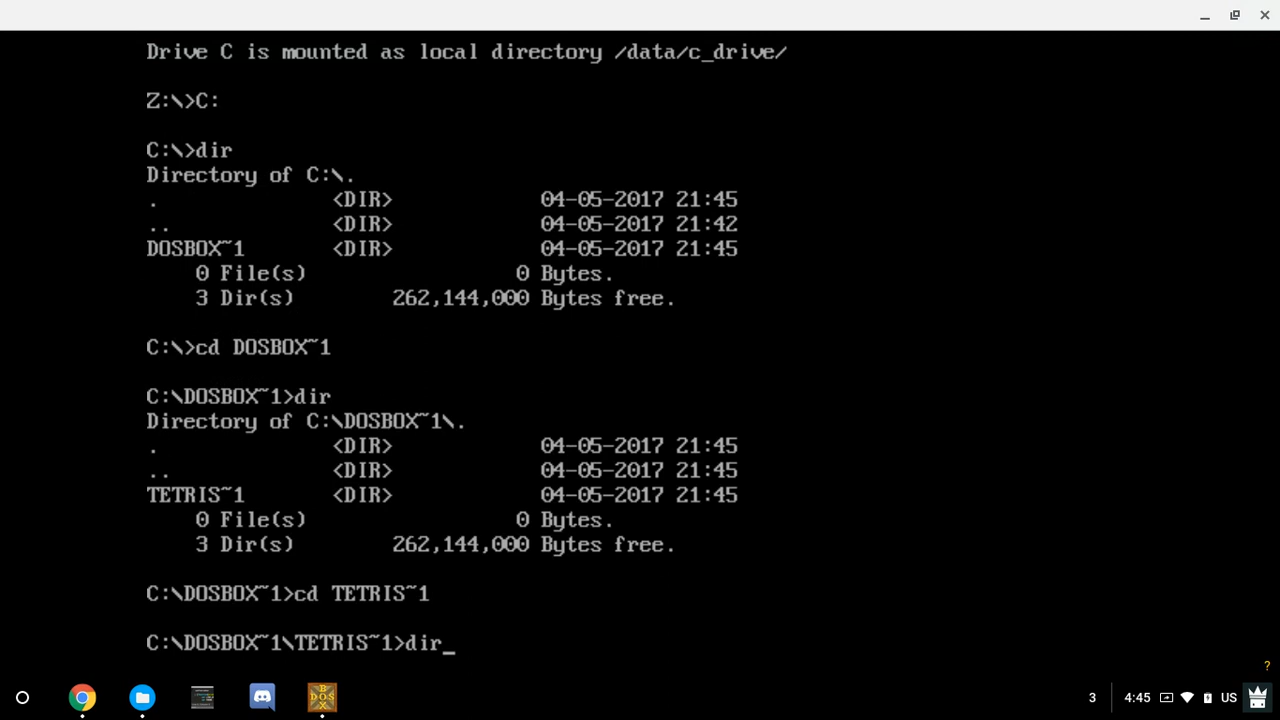 Drive C is mounted as local directory /data/c_drive/
Z:\>C:
C:\>dir
Directory of C:\.
. <DIR> 04-05-2017 21:45
.. <DIR> 04-05-2017 21:42
DOSBOX~1 <DIR> 04-05-2017 21:45
0 File(s) 0 Bytes.
3 Dir(s) 262,144,000 Bytes free.
C:\>cd DOSBOX~1
C:\DOSBOX~1>dir
Directory of C:\DOSBOX~1\.
. <DIR> 04-05-2017 21:45
.. <DIR> 04-05-2017 21:45
TETRIS~1 <DIR> 04-05-2017 21:45
0 File(s) 0 Bytes.
3 Dir(s) 262,144,000 Bytes free.
C:\DOSBOX~1>cd TETRIS~1
C:\DOSBOX~1\TETRIS~1>dir_
?
3 4:45 US